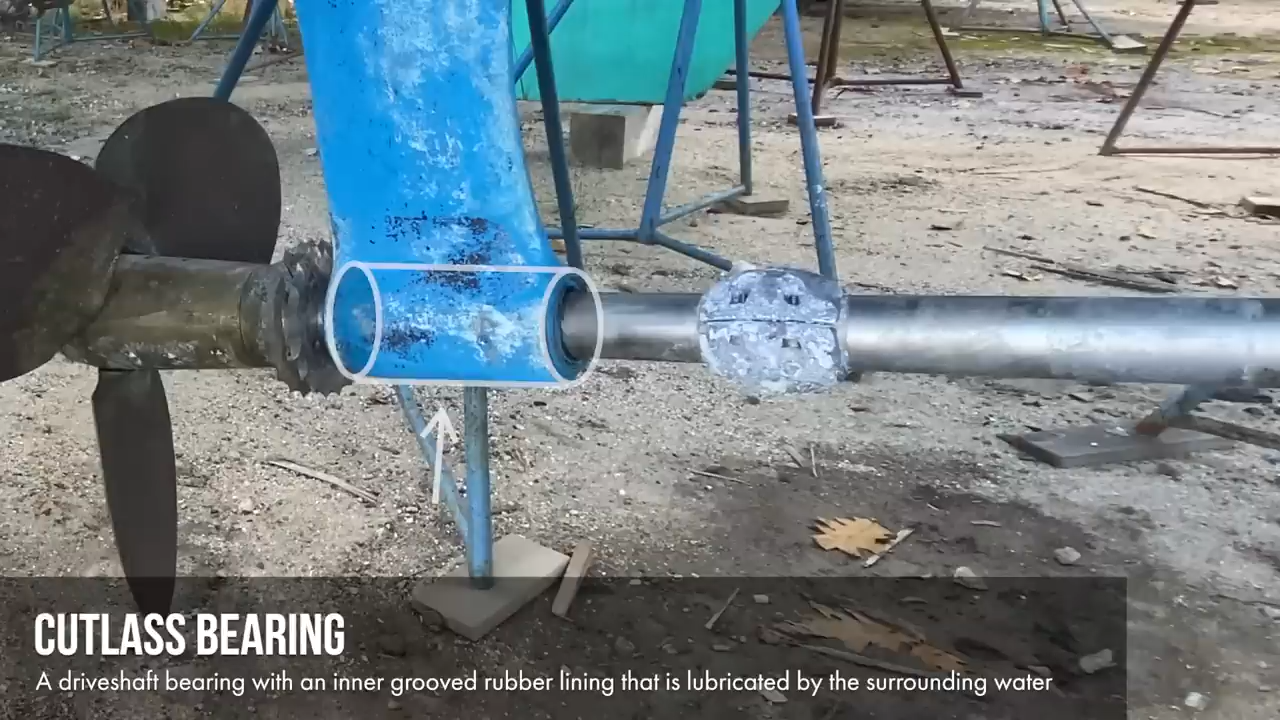 CUTLASS BEARING
A driveshaft bearing with an inner grooved rubber lining that is lubricated by the surrounding water